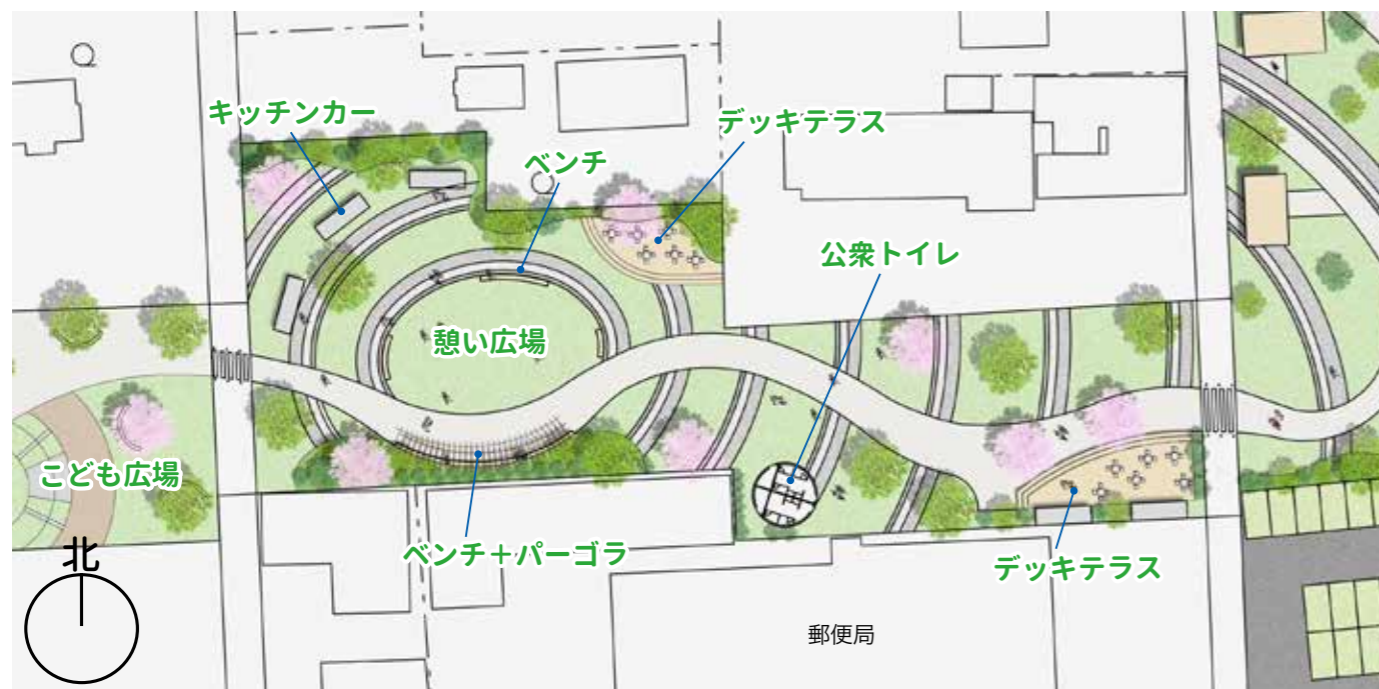 キッチンカー
デッキテラス
ベンチ
公衆トイレ
憩い広場
こども広場
北
ベンチ＋パーゴラ
デッキテラス
郵便局